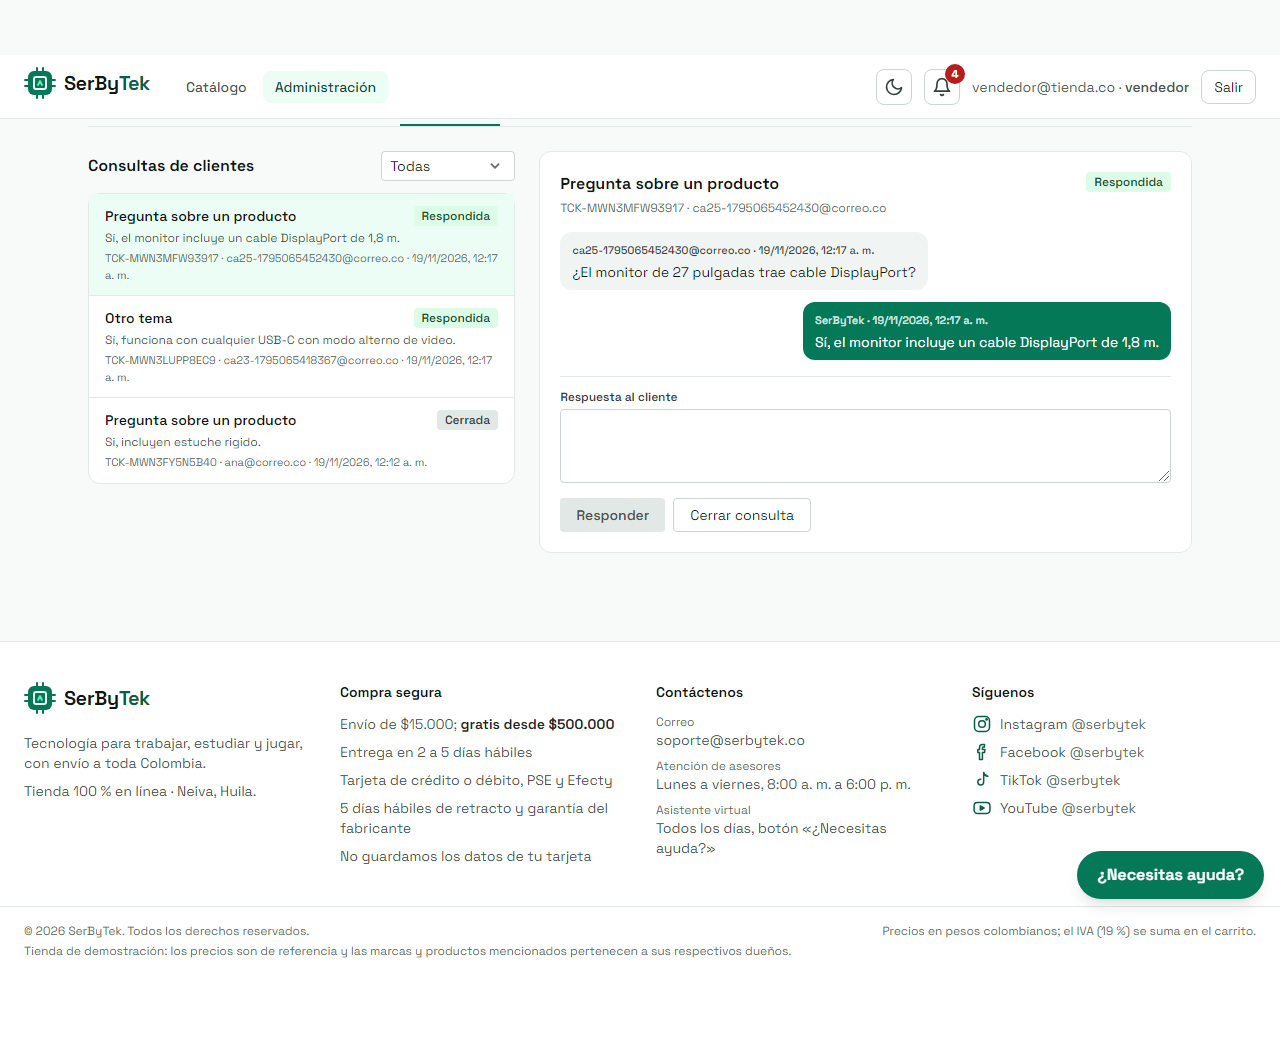 SerByTek
Catálogo
Administración
4
vendedor@tienda.co · vendedor
Salir
Consultas de clientes
Todas
Pregunta sobre un producto
Respondida
Sí, el monitor incluye un cable DisplayPort de 1,8 m.
TCK-MWN3MFW93917 · ca25-1795065452430@correo.co · 19/11/2026, 12:17
a. m.
Otro tema
Respondida
Sí, funciona con cualquier USB-C con modo alterno de video.
TCK-MWN3LUPP8EC9 · ca23-1795065418367@correo.co · 19/11/2026, 12:17
a. m.
Pregunta sobre un producto
Cerrada
Si, incluyen estuche rigido.
TCK-MWN3FY5N5B40 · ana@correo.co · 19/11/2026, 12:12 a. m.
Pregunta sobre un producto
Respondida
TCK-MWN3MFW93917 · ca25-1795065452430@correo.co
ca25-1795065452430@correo.co · 19/11/2026, 12:17 a. m.
¿El monitor de 27 pulgadas trae cable DisplayPort?
SerByTek · 19/11/2026, 12:17 a. m.
Sí, el monitor incluye un cable DisplayPort de 1,8 m.
Respuesta al cliente
Responder
Cerrar consulta
SerByTek
Tecnología para trabajar, estudiar y jugar,
con envío a toda Colombia.
Tienda 100 % en línea · Neiva, Huila.
Compra segura
Envío de $15.000; gratis desde $500.000
Entrega en 2 a 5 días hábiles
Tarjeta de crédito o débito, PSE y Efecty
5 días hábiles de retracto y garantía del
fabricante
No guardamos los datos de tu tarjeta
Contáctenos
Correo
soporte@serbytek.co
Atención de asesores
Lunes a viernes, 8:00 a. m. a 6:00 p. m.
Asistente virtual
Todos los días, botón «¿Necesitas
ayuda?»
Síguenos
Instagram @serbytek
Facebook @serbytek
TikTok @serbytek
YouTube @serbytek
¿Necesitas ayuda?
© 2026 SerByTek. Todos los derechos reservados.
Precios en pesos colombianos; el IVA (19 %) se suma en el carrito.
Tienda de demostración: los precios son de referencia y las marcas y productos mencionados pertenecen a sus respectivos dueños.